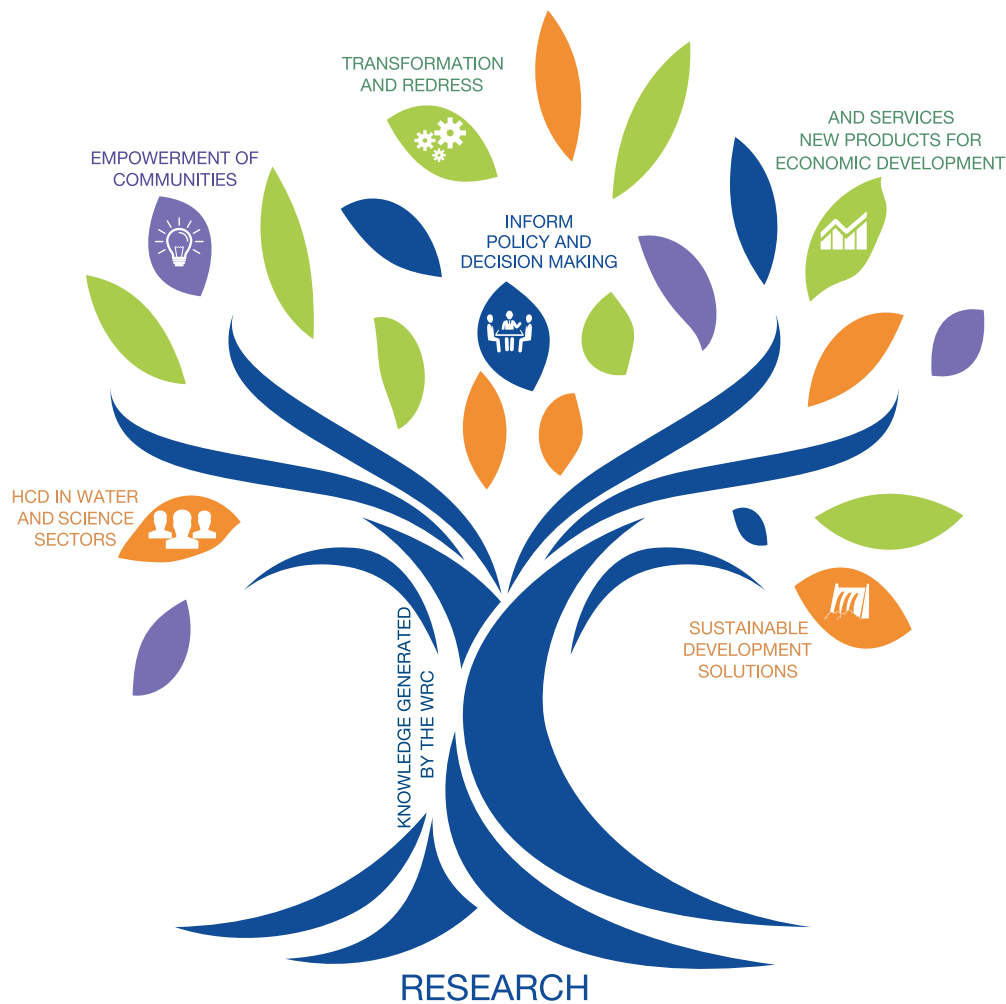 TRANSFORMATION
AND REDRESS
AND SERVICES
NEW PRODUCTS FOR
ECONOMIC DEVELOPMENT
EMPOWERMENT OF
COMMUNITIES
INFORM
POLICY AND
DECISION MAKING
HCD IN WATER
AND SCIENCE
SECTORS
SUSTAINABLE
DEVELOPMENT
SOLUTIONS
KNOWLEDGE GENERATED
BY THE WRC
RESEARCH